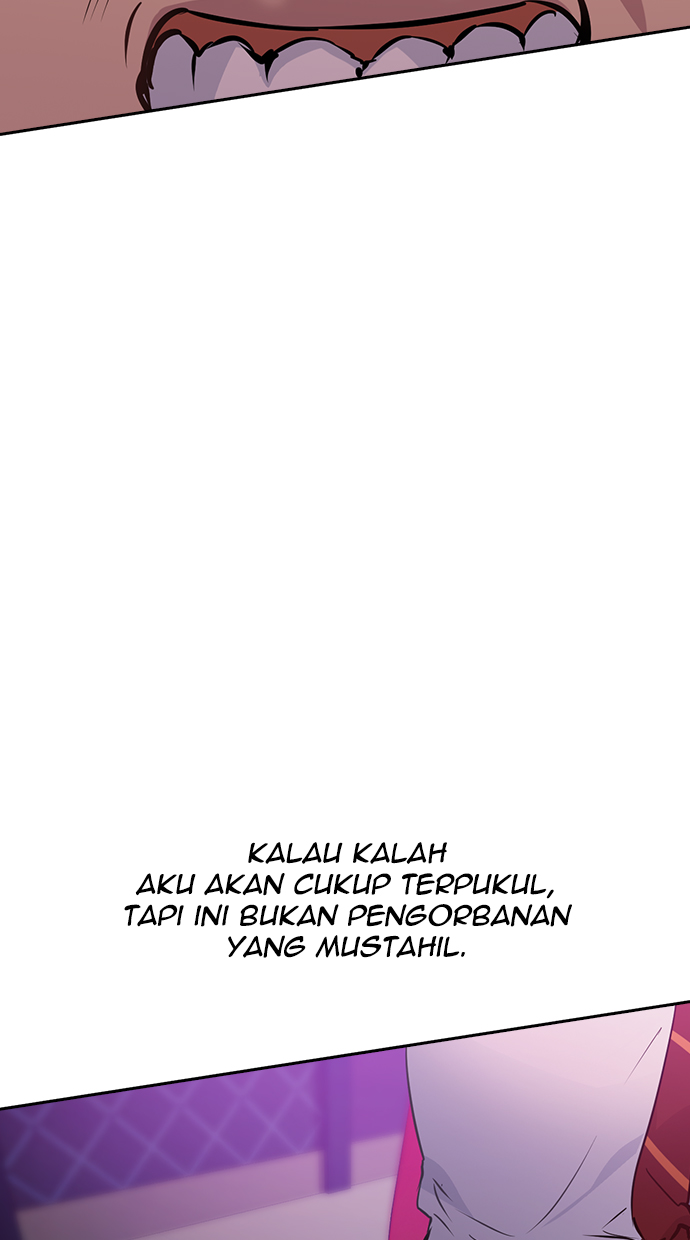 KALAU KALAH
AKU AKAN CUKUP TERPUKUL,
TAPI INI BUKAN PENGORBANAN
YANG MUSTAHIL.